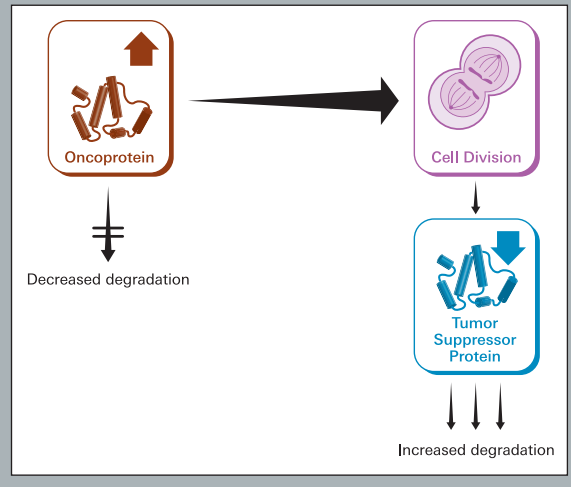 Oncoprotein
Cell Division
Decreased degradation
Tumor
Suppressor
Protein
Increased degradation